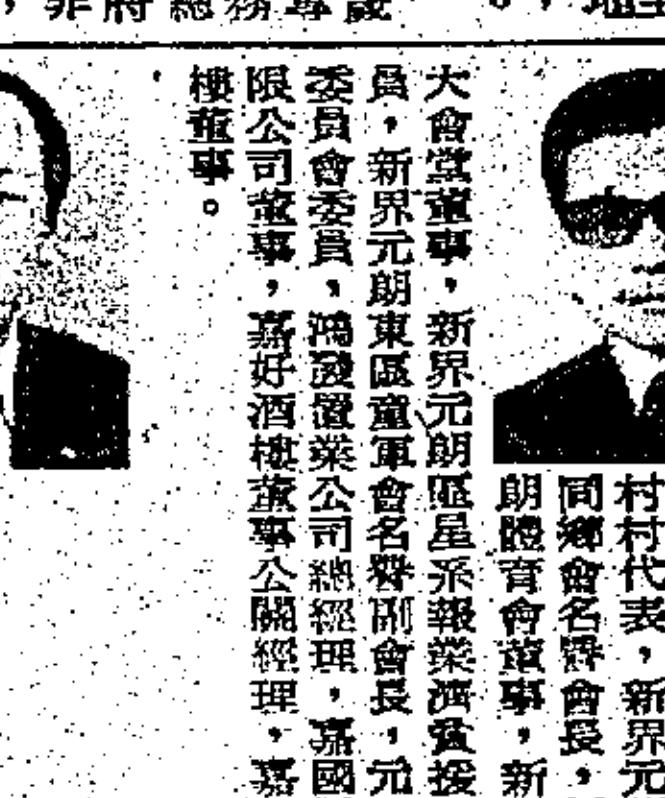 村村代表，新界元
同鄉會名譽會長，
朗體育會董事，新
大會堂董事，新界元朗區星系報業濟貧援
員，新界元朗東區童軍會名譽副會長，元
委員會委員，鴻發置業公司總經理，嘉國
限公司董事，嘉好酒樓董事公關經理，嘉
樓董事。